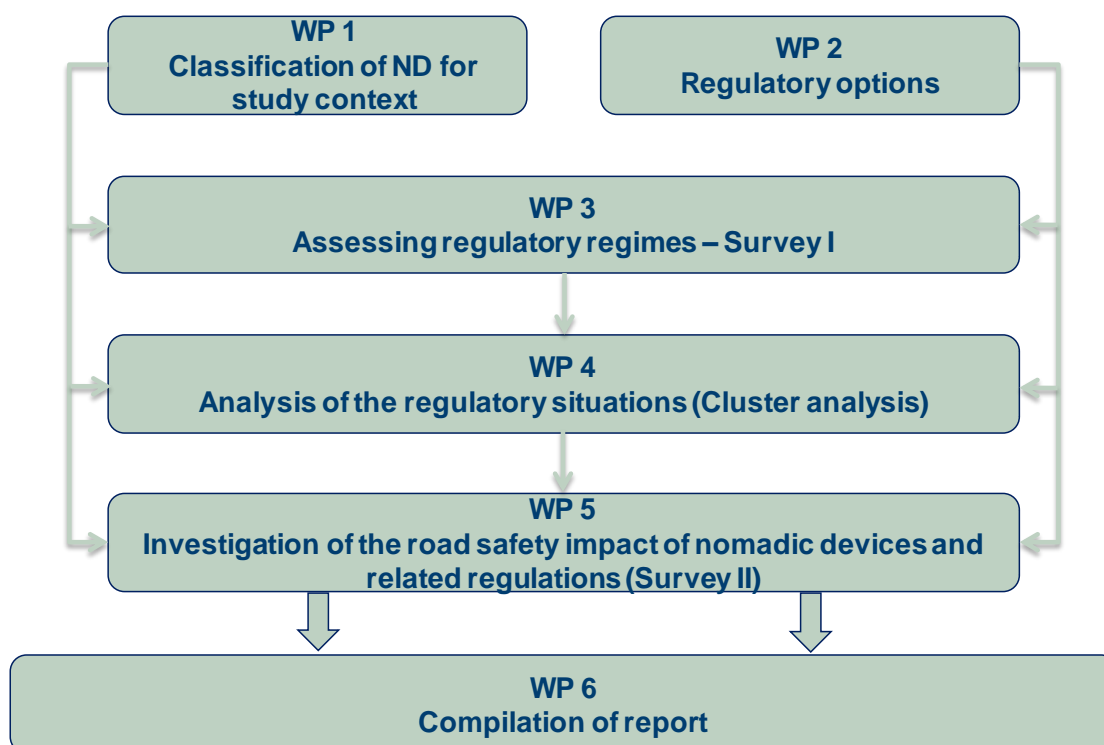 WP 1
Classification of ND for
study context
WP 2
Regulatory options
WP 3
Assessing regulatory regimes – Survey I
WP 4
Analysis of the regulatory situations (Cluster analysis)
WP 5
Investigation of the road safety impact of nomadic devices and
related regulations (Survey II)
WP 6
Compilation of report